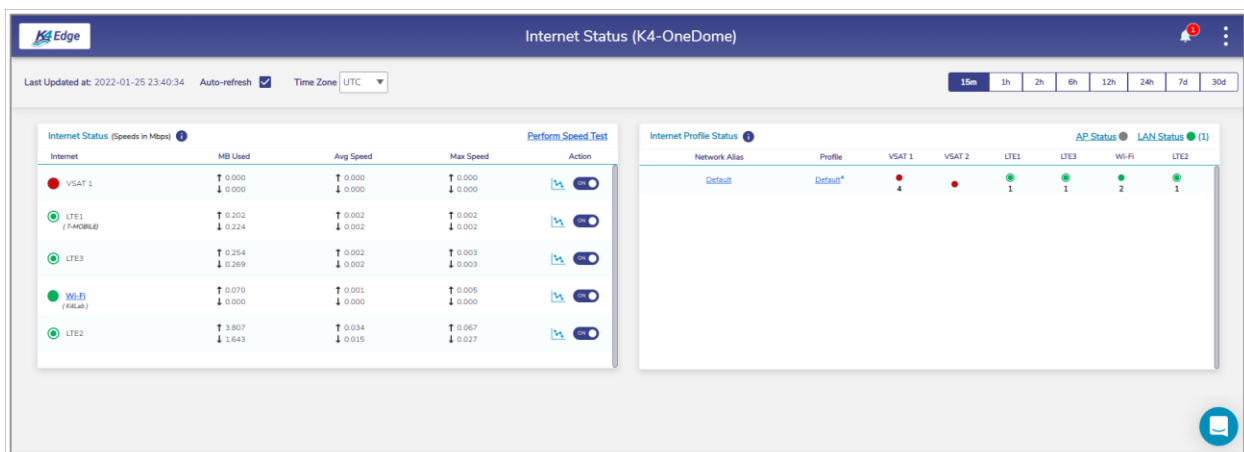 K4 Edge
Internet Status (K4-OneDome)
1
Last Updated at: 2022-01-25 23:40:34 Auto-refresh Time Zone UTC
15m 1h 2h 6h 12h 24h 7d 30d
Internet Status (Speeds in Mbps) i Perform Speed Test
Internet MB Used Avg Speed Max Speed Action
VSAT 1 ↑ 0.000 ↑ 0.000 ↑ 0.000 ON
↓ 0.000 ↓ 0.000 ↓ 0.000
LTE1 ↑ 0.202 ↑ 0.002 ↑ 0.002 ON
(T-MOBILE) ↓ 0.224 ↓ 0.002 ↓ 0.002
LTE3 ↑ 0.254 ↑ 0.002 ↑ 0.003 ON
↓ 0.269 ↓ 0.002 ↓ 0.003
Wi-Fi ↑ 0.070 ↑ 0.001 ↑ 0.005 ON
(K4Lab) ↓ 0.000 ↓ 0.000 ↓ 0.000
LTE2 ↑ 3.807 ↑ 0.034 ↑ 0.067 ON
↓ 1.643 ↓ 0.015 ↓ 0.027
Internet Profile Status i AP Status LAN Status (1)
Network Alias Profile VSAT 1 VSAT 2 LTE1 LTE3 Wi-Fi LTE2
Default Default*
4 1 1 2 1